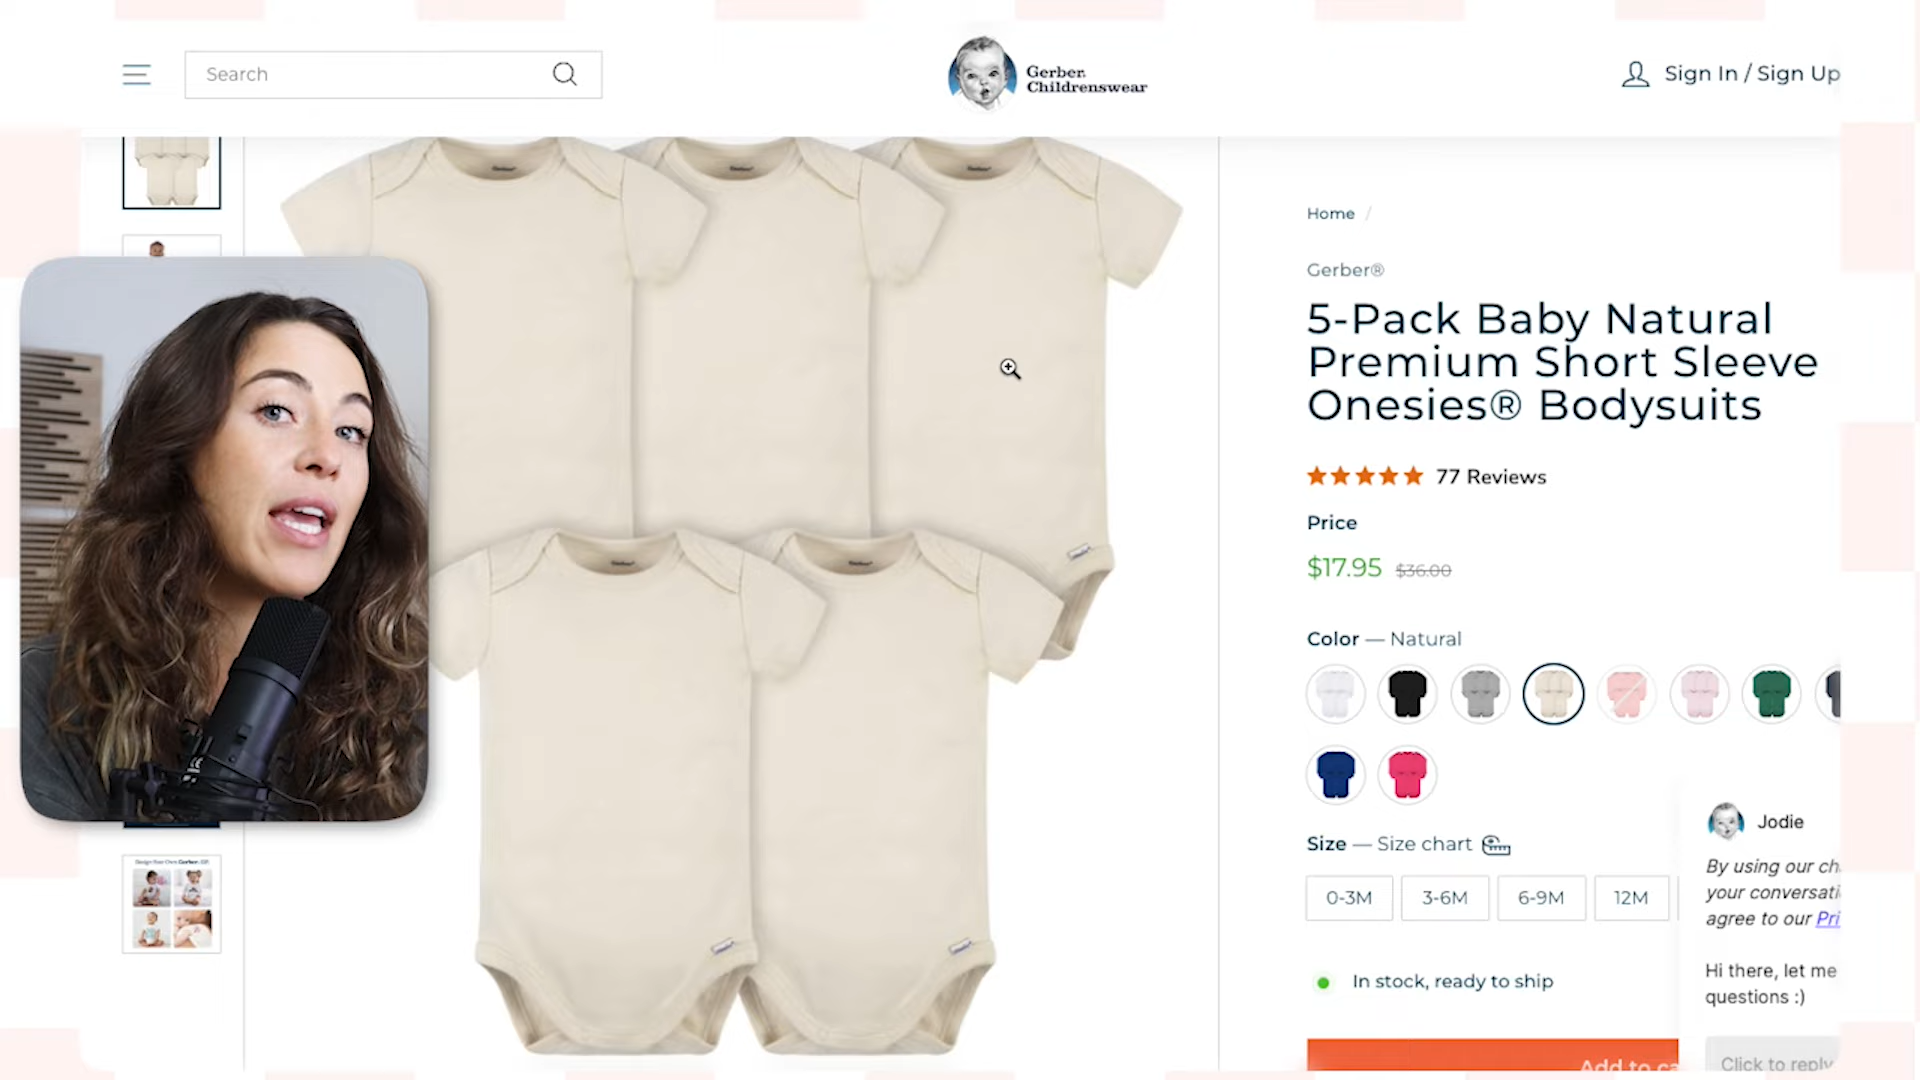 Search
Gerber
Childrenswear
Sign In / Sign Up
Home /
Gerber®
5-Pack Baby Natural
Premium Short Sleeve
Onesies® Bodysuits
77 Reviews
Price
$17.95 $36.00
Color — Natural
Size — Size chart
0-3M 3-6M 6-9M 12M
In stock, ready to ship
Add to ca
Jodie
By using our ch
your conversati
agree to our Pri
Hi there, let me
questions :)
Click to reply